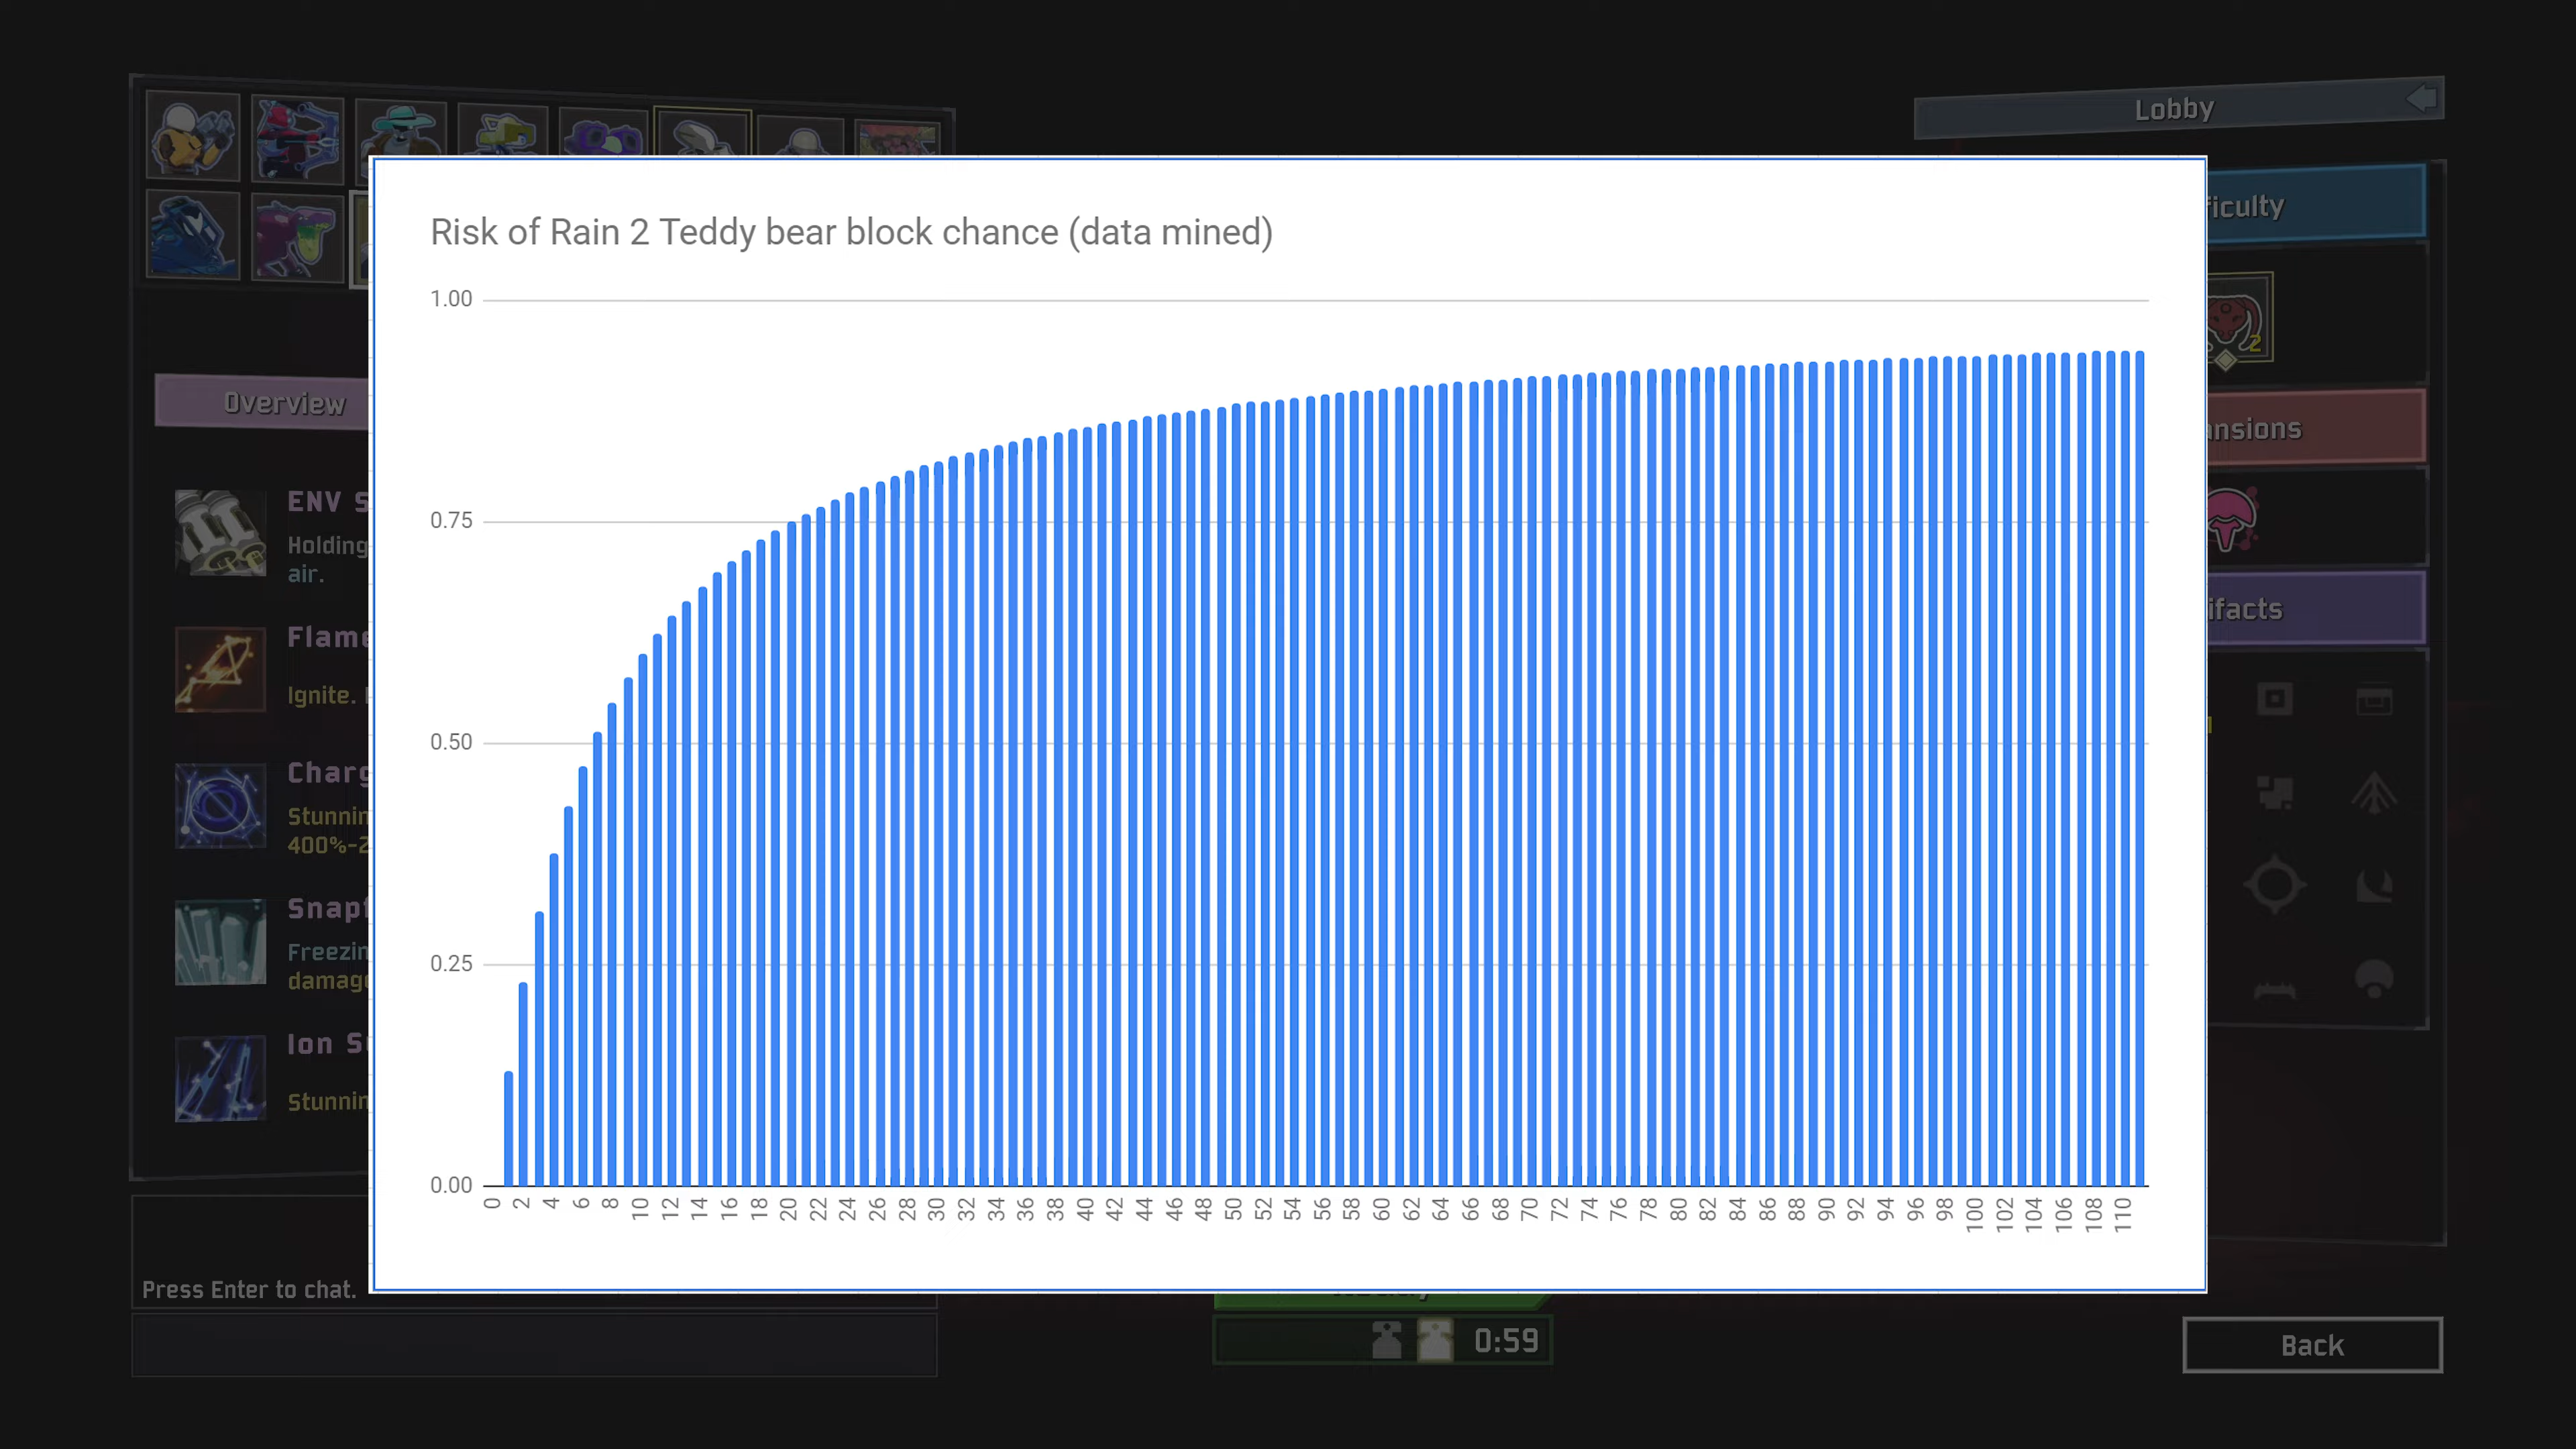 Lobby
Risk of Rain 2 Teddy bear block chance (data mined)
1.00
0.75
0.50
0.25
0.00
0 2 4 6 8 10 12 14 16 18 20 22 24 26 28 30 32 34 36 38 40 42 44 46 48 50 52 54 56 58 60 62 64 66 68 70 72 74 76 78 80 82 84 86 88 90 92 94 96 98 100 102 104 106 108 110
Overview
ENV S
Holding
air.
Flame
Ignite.
Charg
Stunnin
400%-2
Snapf
Freezin
damage
Ion S
Stunnin
ficulty
2
ansions
ifacts
Press Enter to chat.
0:59
Back